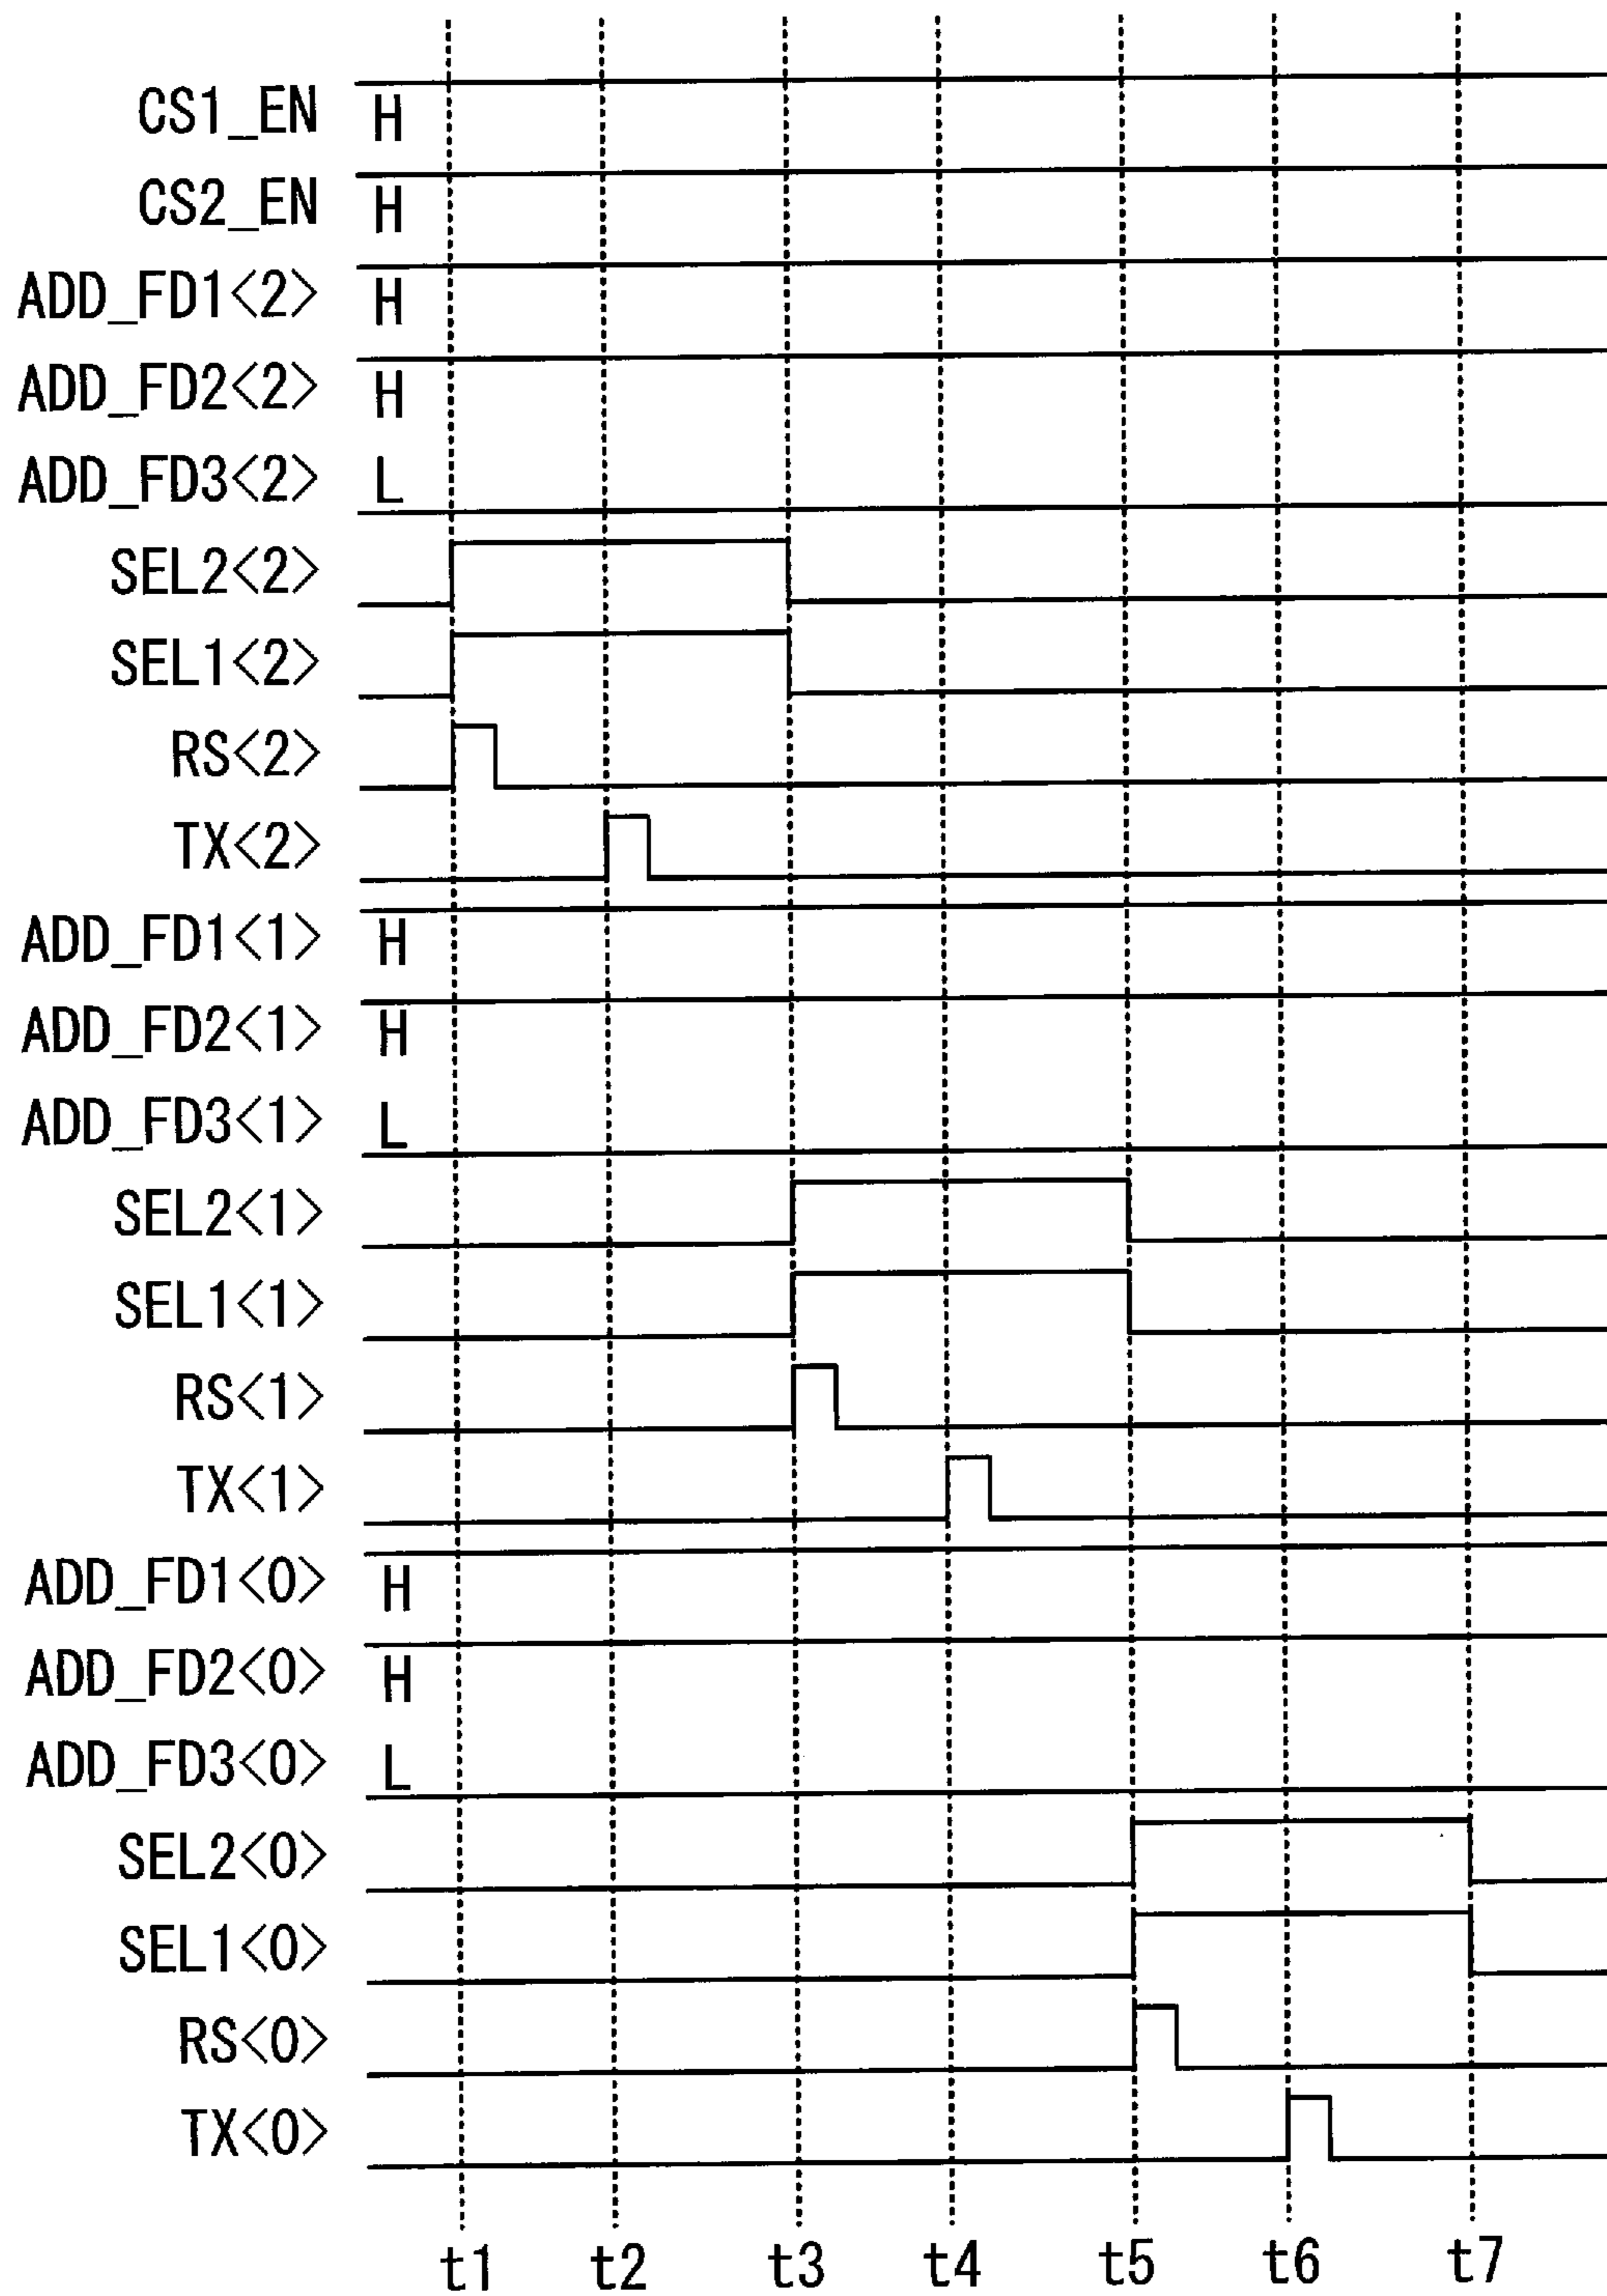 CS1_EN H
CS2_EN H
ADD_FD1<2> H
ADD_FD2<2> H
ADD_FD3<2> L
SEL2<2>
SEL1<2>
RS<2>
TX<2>
ADD_FD1<1> H
ADD_FD2<1> H
ADD_FD3<1> L
SEL2<1>
SEL1<1>
RS<1>
TX<1>
ADD_FD1<0> H
ADD_FD2<0> H
ADD_FD3<0> L
SEL2<0>
SEL1<0>
RS<0>
TX<0>
t1 t2 t3 t4 t5 t6 t7